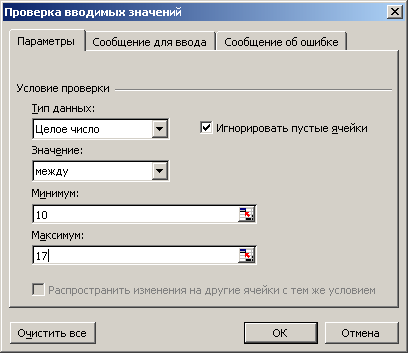 Проверка вводимых значений
Параметры Сообщение для ввода Сообщение об ошибке
Условие проверки
Тип данных:
Целое число Игнорировать пустые ячейки
Значение:
между
Минимум:
10
Максимум:
17
Распространить изменения на другие ячейки с тем же условием
Очистить все ОК Отмена